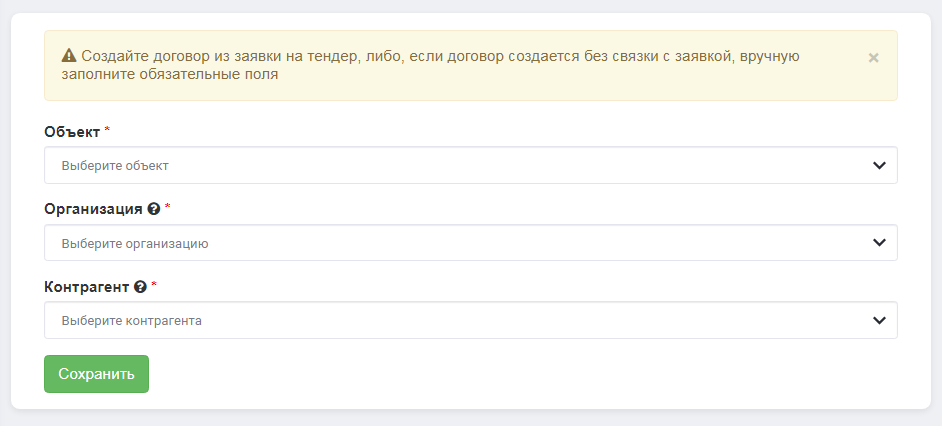 Создайте договор из заявки на тендер, либо, если договор создается без связки с заявкой, вручную
заполните обязательные поля
×
Объект *
Выберите объект
Организация *
Выберите организацию
Контрагент *
Выберите контрагента
Сохранить